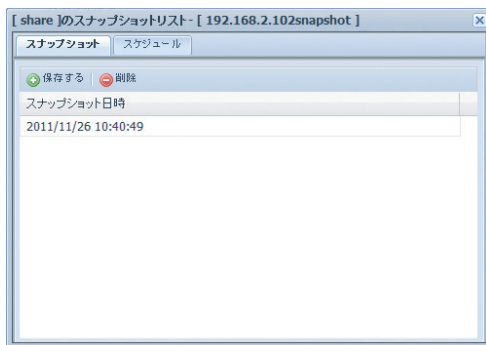 [ share ]のスナップショットリスト- [ 192.168.2.102snapshot ]
スナップショット スケジュール
保存する 削除
スナップショット日時
2011/11/26 10:40:49